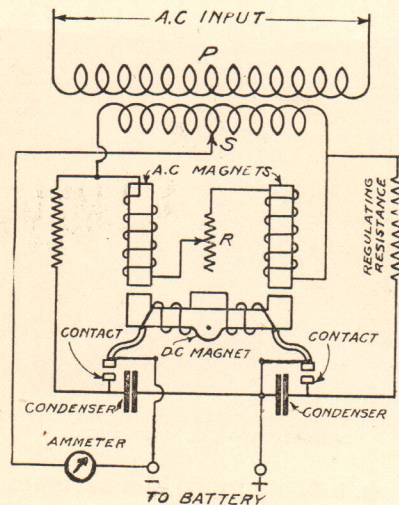 A.C INPUT
P
S
A.C MAGNETS
R
REGULATING
RESISTANCE
CONTACT
D.C MAGNET
CONTACT
CONDENSER
CONDENSER
AMMETER
- +
TO BATTERY